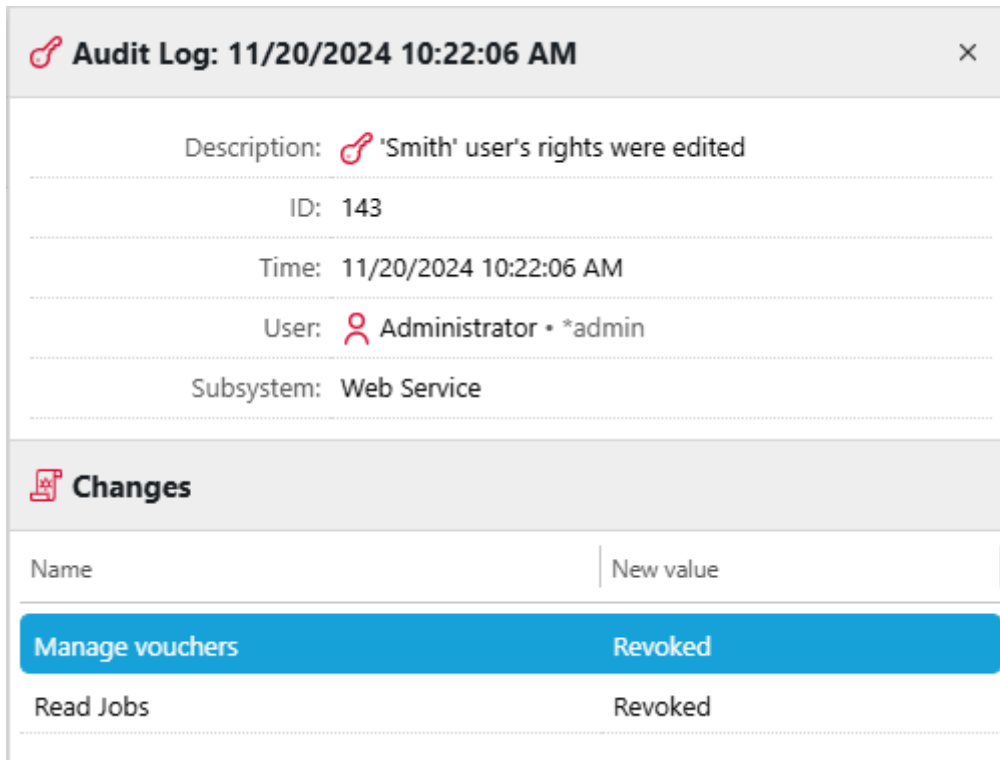 Audit Log: 11/20/2024 10:22:06 AM
Description: 'Smith' user's rights were edited
ID: 143
Time: 11/20/2024 10:22:06 AM
User: Administrator • *admin
Subsystem: Web Service
Changes
Name New value
Manage vouchers Revoked
Read Jobs Revoked